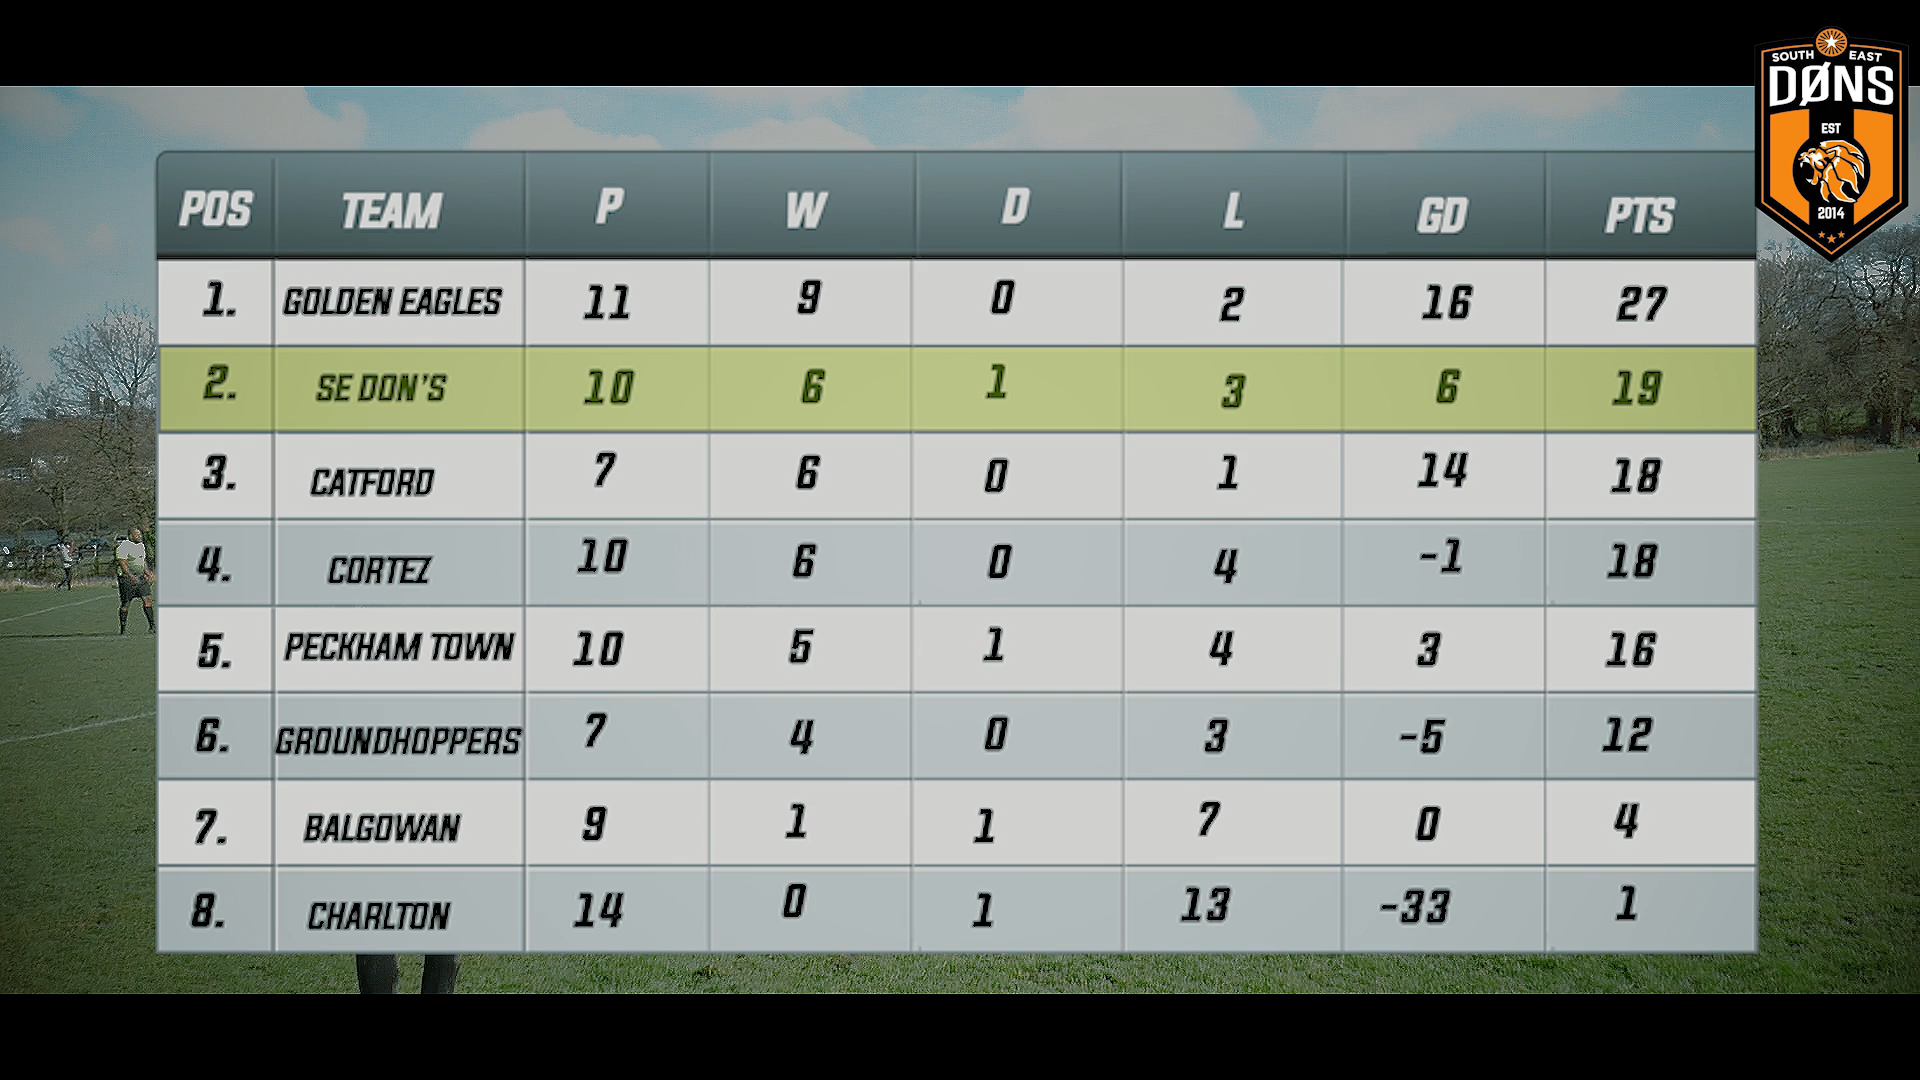 SOUTH EAST
DØNS
EST
2014
POS TEAM P W D L GD PTS
1. GOLDEN EAGLES 11 9 0 2 16 27
2. SE DON'S 10 6 1 3 6 19
3. CATFORD 7 6 0 1 14 18
4. CORTEZ 10 6 0 4 -1 18
5. PECKHAM TOWN 10 5 1 4 3 16
6. GROUNDHOPPERS 7 4 0 3 -5 12
7. BALGOWAN 9 1 1 7 0 4
8. CHARLTON 14 0 1 13 -33 1